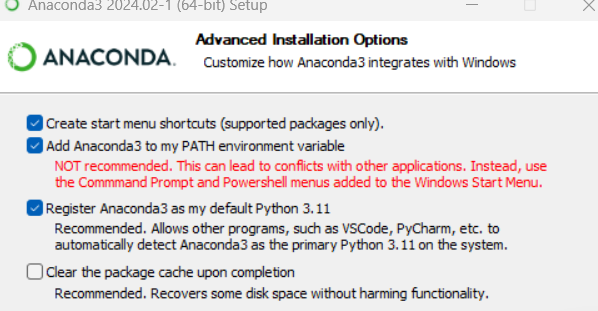 Anaconda3 2024.02-1 (64-bit) Setup
Advanced Installation Options
ANACONDA.
Customize how Anaconda3 integrates with Windows
Create start menu shortcuts (supported packages only).
Add Anaconda3 to my PATH environment variable
NOT recommended. This can lead to conflicts with other applications. Instead, use
the Commmand Prompt and Powershell menus added to the Windows Start Menu.
Register Anaconda3 as my default Python 3.11
Recommended. Allows other programs, such as VSCode, PyCharm, etc. to
automatically detect Anaconda3 as the primary Python 3.11 on the system.
Clear the package cache upon completion
Recommended. Recovers some disk space without harming functionality.